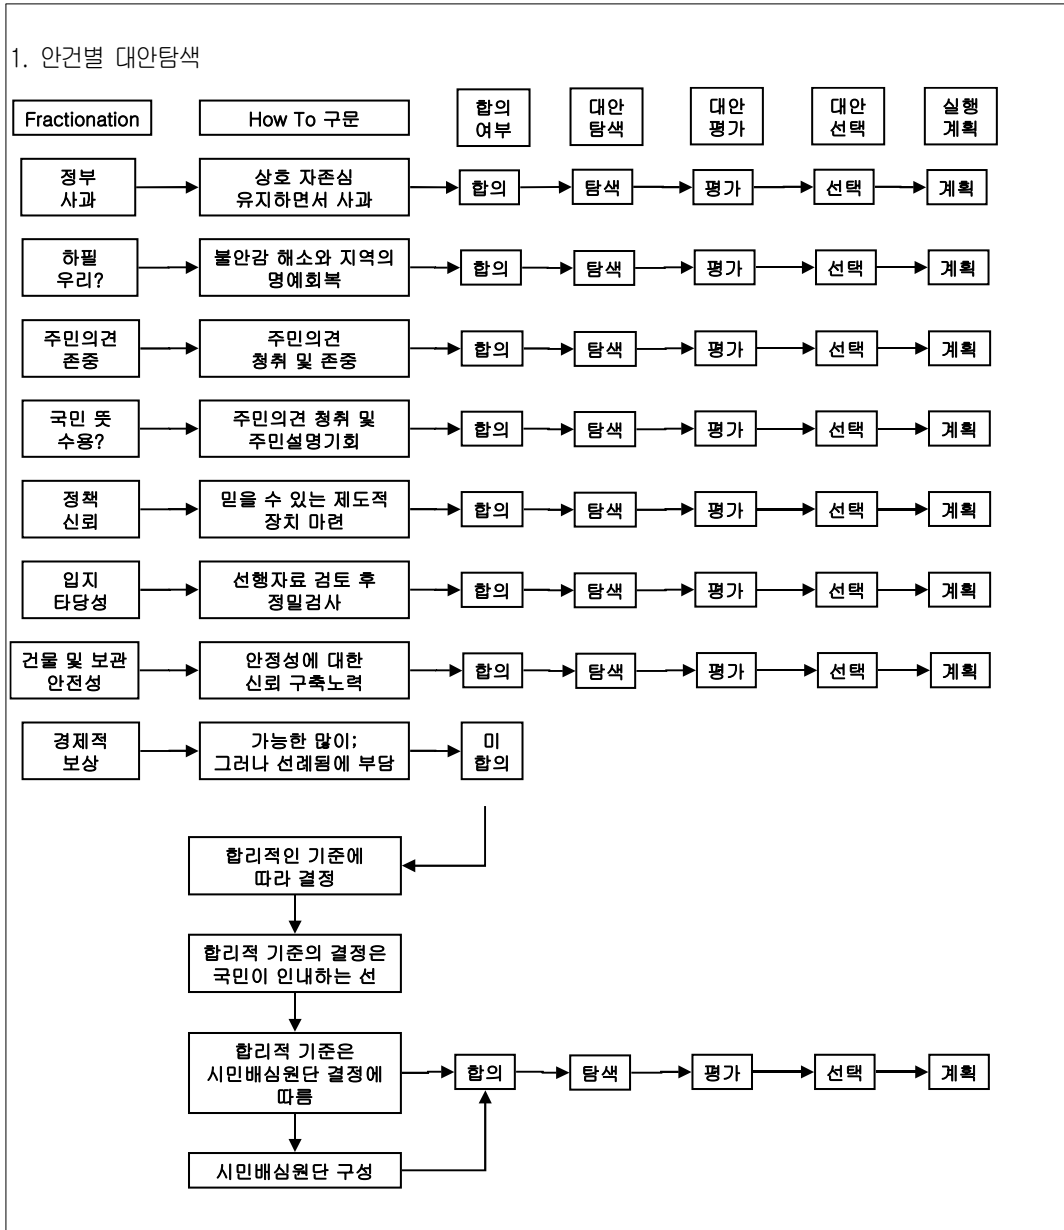 1. 안건별 대안탐색
Fractionation
How To 구문
합의
여부
대안
탐색
대안
평가
대안
선택
실행
계획
정부
사과
상호 자존심
유지하면서 사과
합의
탐색
평가
선택
계획
하필
우리?
불안감 해소와 지역의
명예회복
합의
탐색
평가
선택
계획
주민의견
존중
주민의견
청취 및 존중
합의
탐색
평가
선택
계획
국민 뜻
수용?
주민의견 청취 및
주민설명기회
합의
탐색
평가
선택
계획
정책
신뢰
믿을 수 있는 제도적
장치 마련
합의
탐색
평가
선택
계획
입지
타당성
선행자료 검토 후
정밀검사
합의
탐색
평가
선택
계획
건물 및 보관
안전성
안정성에 대한
신뢰 구축노력
합의
탐색
평가
선택
계획
경제적
보상
가능한 많이;
그러나 선례됨에 부담
미
합의
합리적인 기준에
따라 결정
합리적 기준의 결정은
국민이 인내하는 선
합리적 기준은
시민배심원단 결정에
따름
합의
탐색
평가
선택
계획
시민배심원단 구성